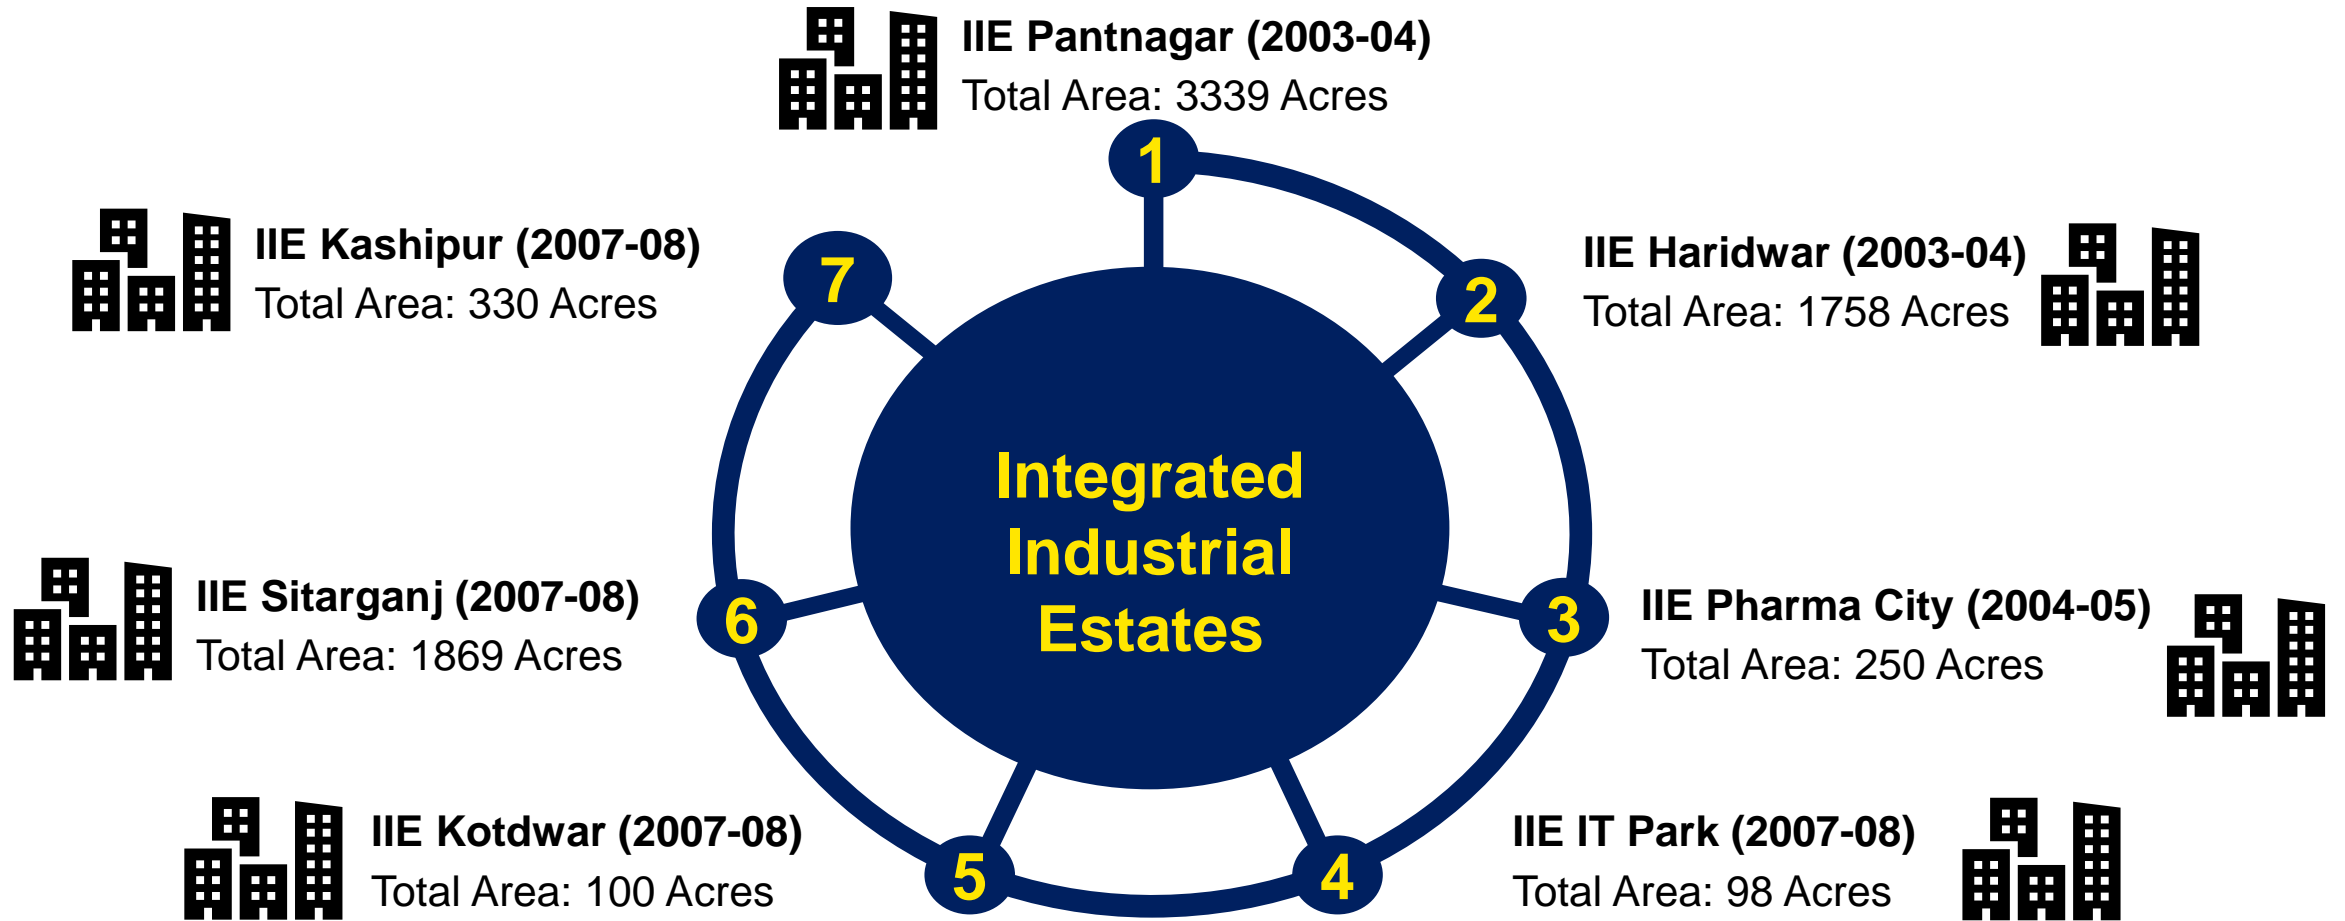 IIE Pantnagar (2003-04)
Total Area: 3339 Acres
1
IIE Haridwar (2003-04)
Total Area: 1758 Acres
2
IIE Pharma City (2004-05)
Total Area: 250 Acres
3
IIE IT Park (2007-08)
Total Area: 98 Acres
4
IIE Kotdwar (2007-08)
Total Area: 100 Acres
5
IIE Sitarganj (2007-08)
Total Area: 1869 Acres
6
IIE Kashipur (2007-08)
Total Area: 330 Acres
7
Integrated
Industrial
Estates